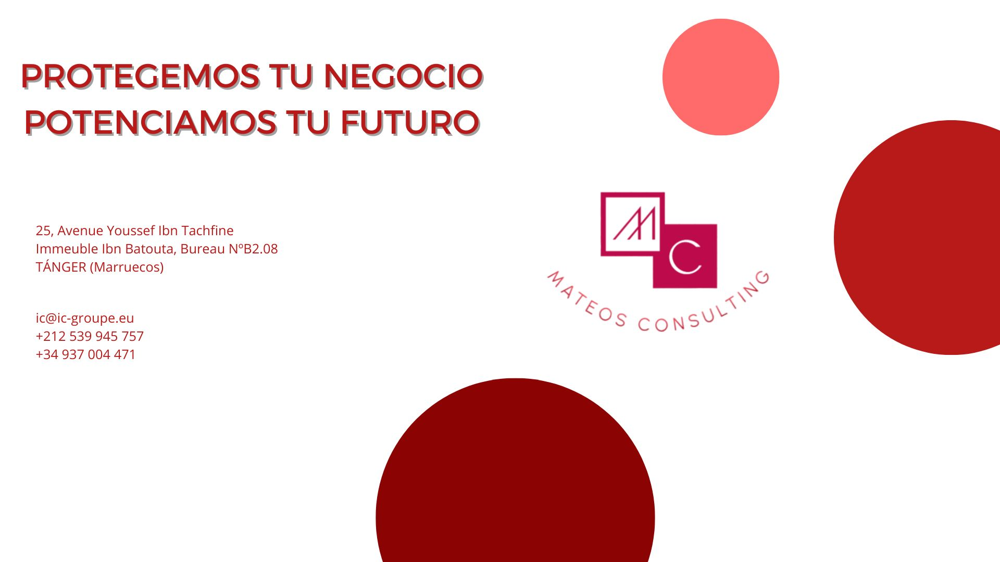 PROTEGEMOS TU NEGOCIO
POTENCIAMOS TU FUTURO
25, Avenue Youssef Ibn Tachfine
Immeuble Ibn Batouta, Bureau NºB2.08
TÁNGER (Marruecos)
ic@ic-groupe.eu
+212 539 945 757
+34 937 004 471
M
C
MATEOS CONSULTING